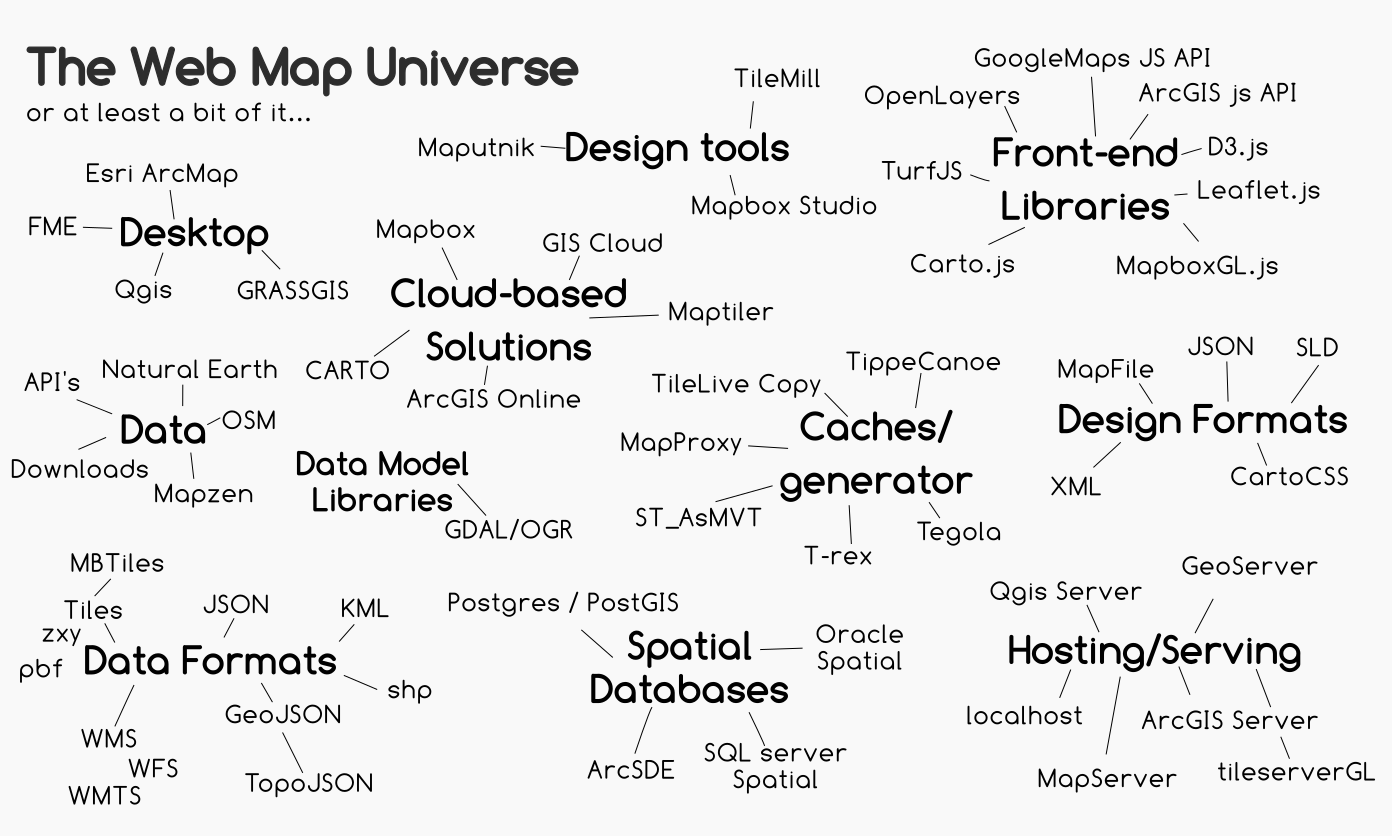 The Web Map Universe
or at least a bit of it...
TileMill
Maputnik
Design tools
Mapbox Studio
GoogleMaps JS API
OpenLayers
ArcGIS js API
Front-end
Libraries
D3.js
TurfJS
Leaflet.js
Carto.js
MapboxGL.js
Esri ArcMap
FME
Desktop
Qgis
GRASSGIS
Mapbox
GIS Cloud
Cloud-based
Solutions
Maptiler
CARTO
ArcGIS Online
Natural Earth
API's
Data
OSM
Downloads
Mapzen
Data Model
Libraries
GDAL/OGR
TippeCanoe
TileLive Copy
Caches/
generator
MapProxy
ST_AsMVT
T-rex
Tegola
JSON
SLD
MapFile
Design Formats
XML
CartoCSS
MBTiles
Tiles
zxy
pbf
JSON
KML
Data Formats
shp
GeoJSON
TopoJSON
WMS
WFS
WMTS
Postgres / PostGIS
Spatial
Databases
Oracle
Spatial
ArcSDE
SQL server
Spatial
GeoServer
Qgis Server
Hosting/Serving
localhost
ArcGIS Server
MapServer
tileserverGL